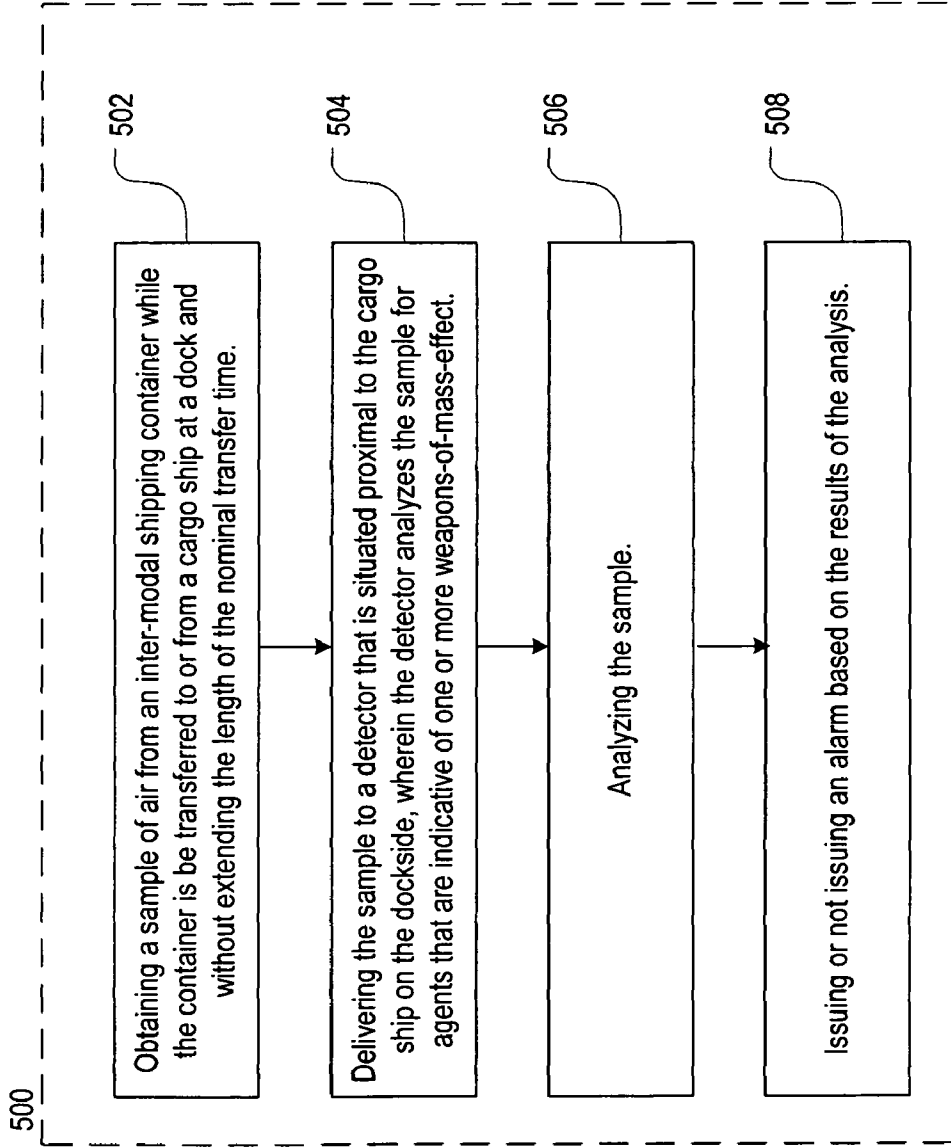 500
Obtaining a sample of air from an inter-modal shipping container while
the container is be transferred to or from a cargo ship at a dock and
without extending the length of the nominal transfer time.
502
Delivering the sample to a detector that is situated proximal to the cargo
ship on the dockside, wherein the detector analyzes the sample for
agents that are indicative of one or more weapons-of-mass-effect.
504
Analyzing the sample.
506
Issuing or not issuing an alarm based on the results of the analysis.
508